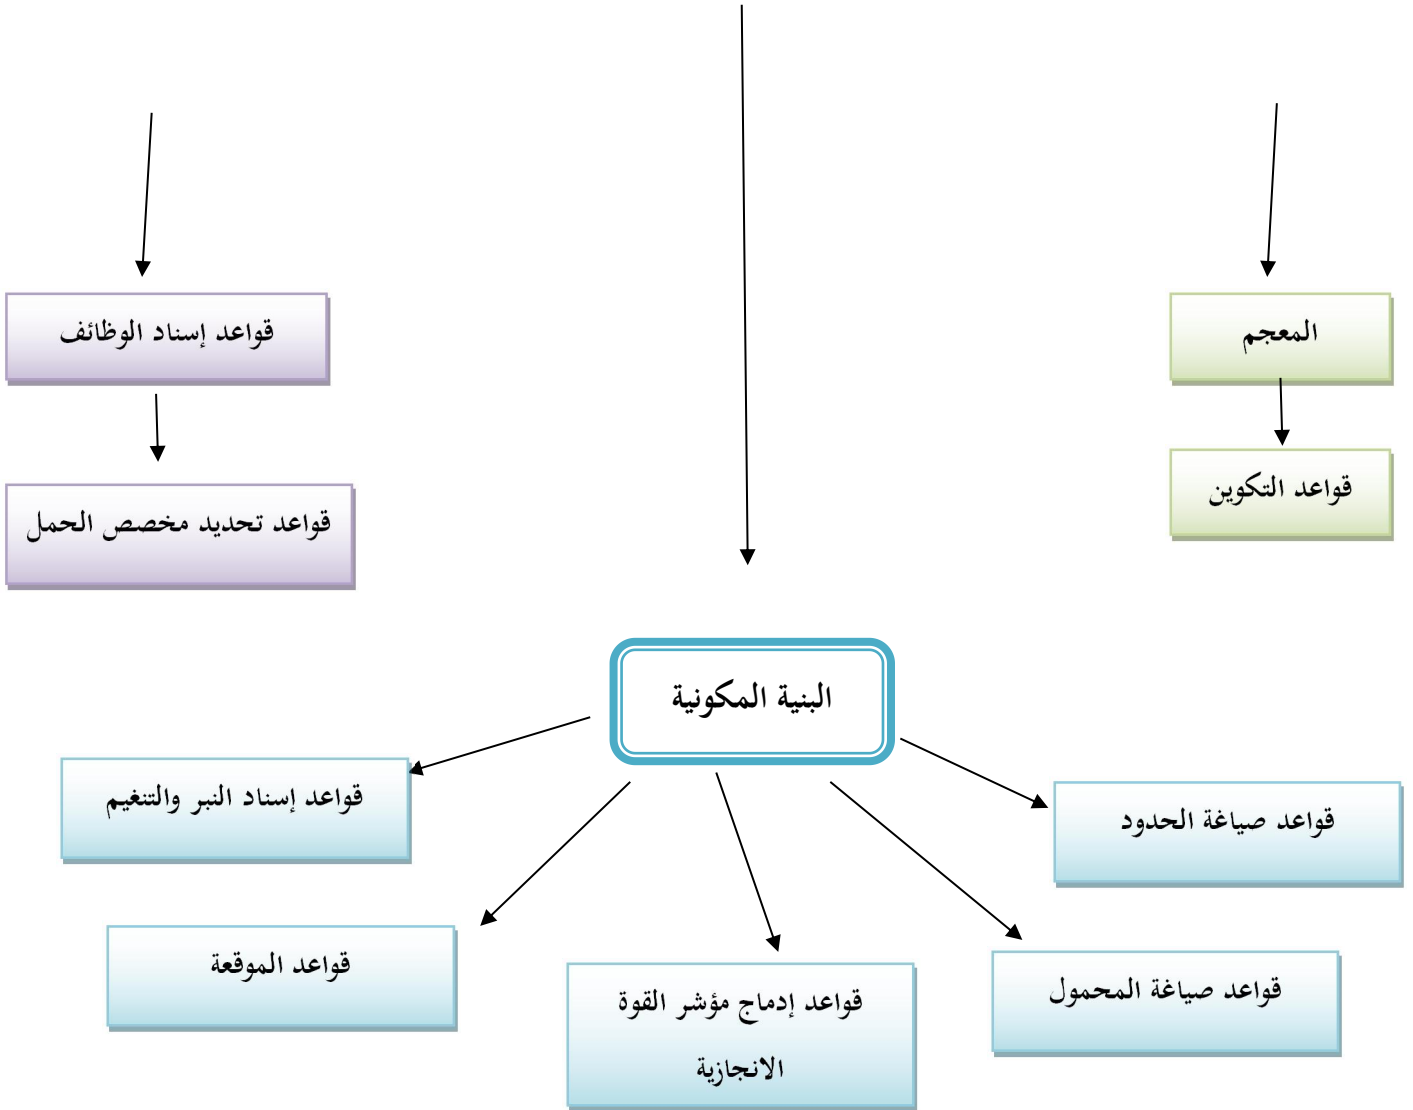 المعجم
قواعد إسناد الوظائف
قواعد التكوين
قواعد تحديد مخصص الحمل
البنية المكونية
قواعد صياغة الحدود
قواعد إسناد النبر والتنغيم
قواعد صياغة المحمول
قواعد إدماج مؤشر القوة
الانجازية
قواعد الموقعة